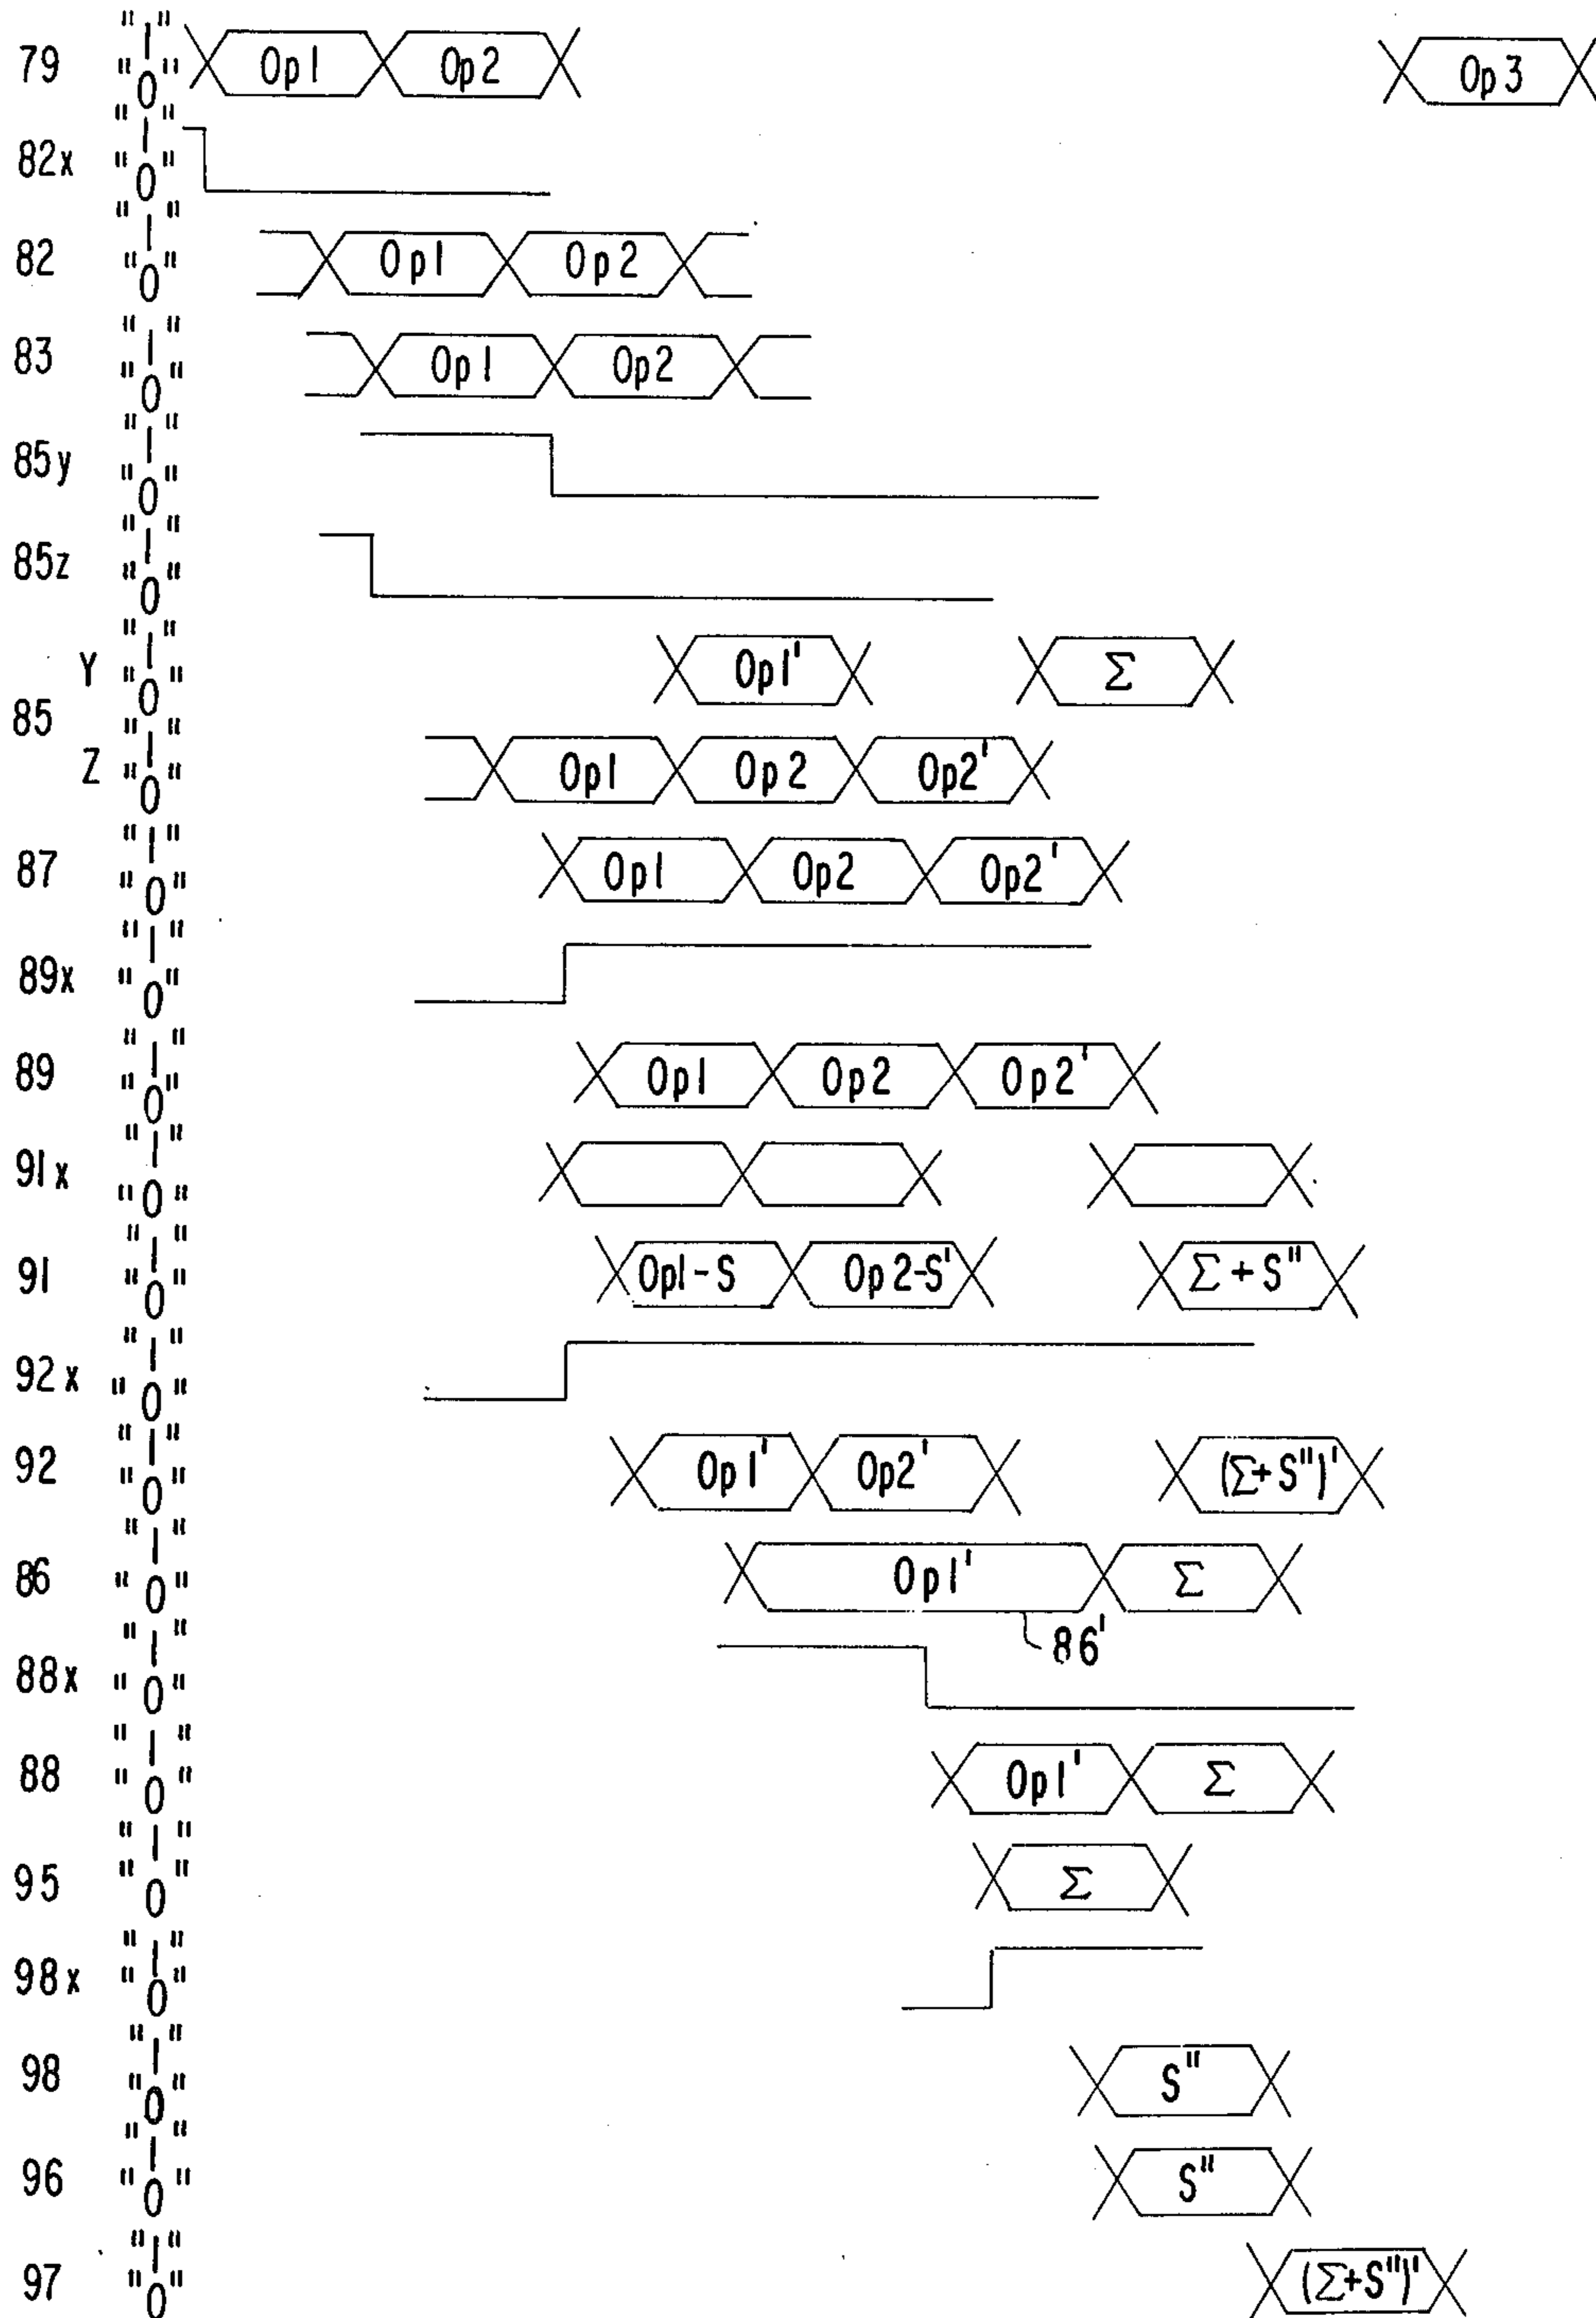 79 "1" "0" Op1 Op2 Op3
82x "1" "0"
82 "1" "0" Op1 Op2
83 "1" "0" Op1 Op2
85y "1" "0"
85z "1" "0"
85 Y "1" "0" Op1' Σ
Z "1" "0" Op1 Op2 Op2'
87 "1" "0" Op1 Op2 Op2'
89x "1" "0"
89 "1" "0" Op1 Op2 Op2'
91x "1" "0"
91 "1" "0" Op1-S Op2-S' Σ+S"
92x "1" "0"
92 "1" "0" Op1' Op2' (Σ+S")'
86 "1" "0" Op1' Σ
86'
88x "1" "0"
88 "1" "0" Op1' Σ
95 "1" "0" Σ
98x "1" "0"
98 "1" "0" S"
96 "1" "0" S"
97 "1" "0" (Σ+S")'